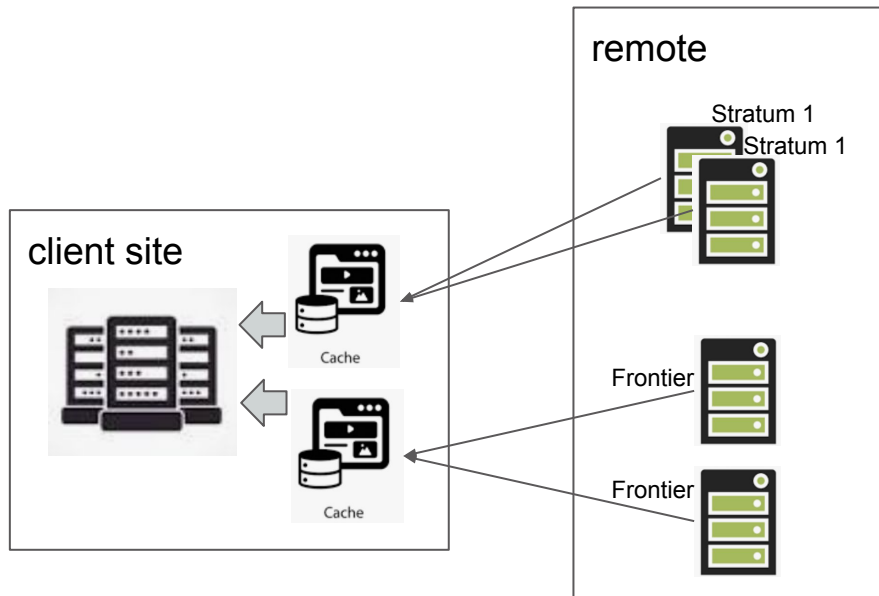 remote
Stratum 1
Stratum 1
client site
Cache
Frontier
Cache
Frontier